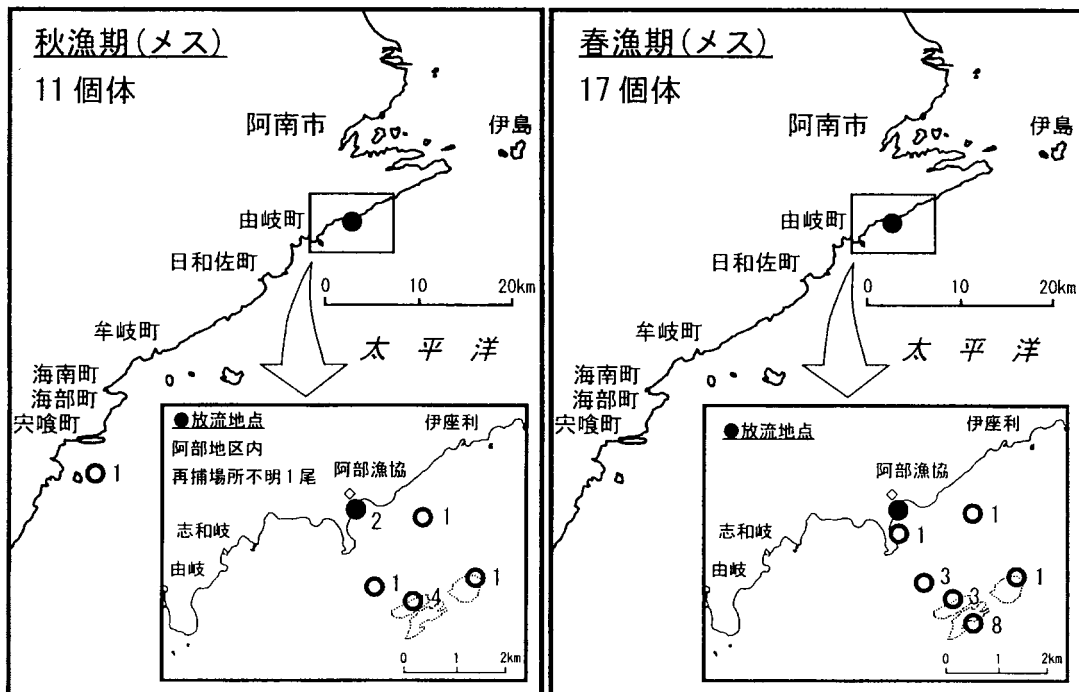 秋漁期(メス)
11個体
阿南市
伊島
由岐町
日和佐町
0 10 20km
牟岐町
太平洋
海南町
海部町
宍喰町
1
●放流地点
阿部地区内
再捕場所不明1尾
伊座利
阿部漁協
2
1
志和岐
由岐
1
4
1
0 1 2km
春漁期(メス)
17個体
阿南市
伊島
由岐町
日和佐町
0 10 20km
牟岐町
太平洋
海南町
海部町
宍喰町
●放流地点
伊座利
阿部漁協
1
1
志和岐
由岐
3
3
1
8
0 1 2km